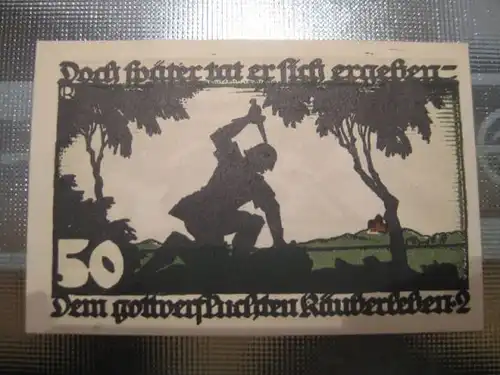 Doch später tat er sich ergeben-
50
Dem gottverfluchten Räuberleben·2